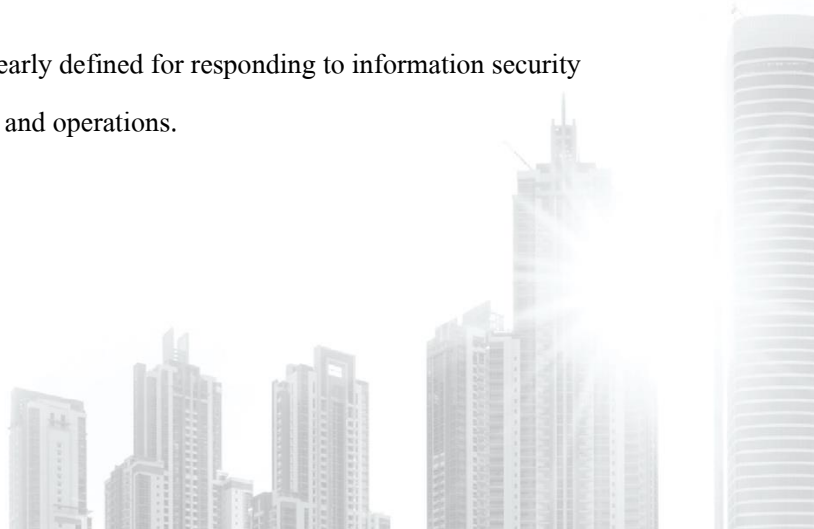 early defined for responding to information security
and operations.